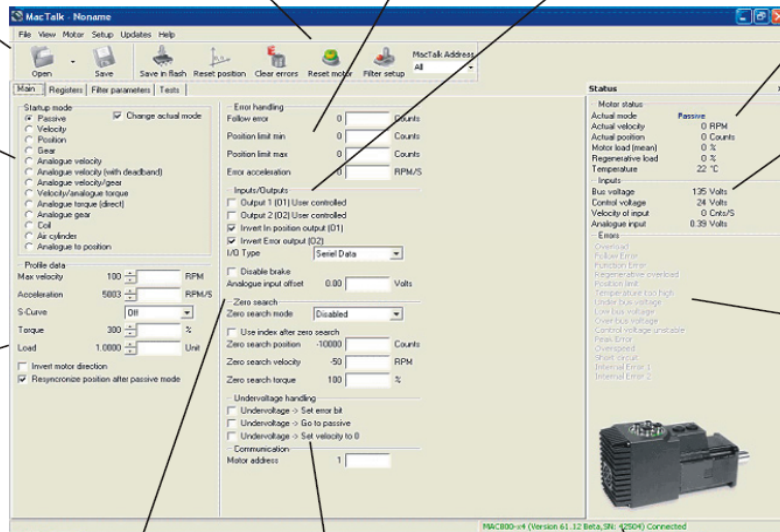 MacTalk - Noname
File View Motor Setup Updates Help
Open
Save
Save in flash
Reset position
Clear errors
Reset motor
Filter setup
MacTalk Address
All
Main
Registers
Filter parameters
Tests
Startup mode
Passive
Change actual mode
Velocity
Position
Gear
Analogue velocity
Analogue velocity (with deadband)
Analogue velocity/gear
Velocity/analogue torque
Analogue torque (direct)
Analogue gear
Coil
Air cylinder
Analogue to position
Profile data
Max velocity 100 RPM
Acceleration 5003 RPM/S
S-Curve Off
Torque 300 %
Load 1.0000 Unit
Invert motor direction
Resyncronize position after passive mode
Error handling
Follow error 0 Counts
Position limit min 0 Counts
Position limit max 0 Counts
Error acceleration 0 RPM/S
Inputs/Outputs
Output 1 (O1) User controlled
Output 2 (O2) User controlled
Invert In position output (O1)
Invert Error output (O2)
I/O Type Seriel Data
Disable brake
Analogue input offset 0.00 Volts
Zero search
Zero search mode Disabled
Use index after zero search
Zero search position -10000 Counts
Zero search velocity -50 RPM
Zero search torque 100 %
Undervoltage handling
Undervoltage -> Set error bit
Undervoltage -> Go to passive
Undervoltage -> Set velocity to 0
Communication
Motor address 1
Status
Motor status
Actual mode Passive
Actual velocity 0 RPM
Actual position 0 Counts
Motor load (mean) 0 %
Regenerative load 0 %
Temperature 22 °C
Inputs
Bus voltage 135 Volts
Control voltage 24 Volts
Velocity of input 0 Cnts/S
Analogue input 0.39 Volts
Errors
Overload
Follow Error
Function Error
Regenerative overload
Position limit
Temperature too high
Under bus voltage
Low bus voltage
Over bus voltage
Control voltage unstable
Peak Error
Overspeed
Short circuit
Internal Error 1
Internal Error 2
MAC800-x4 (Version 61.12 Beta,SN: 42504) Connected